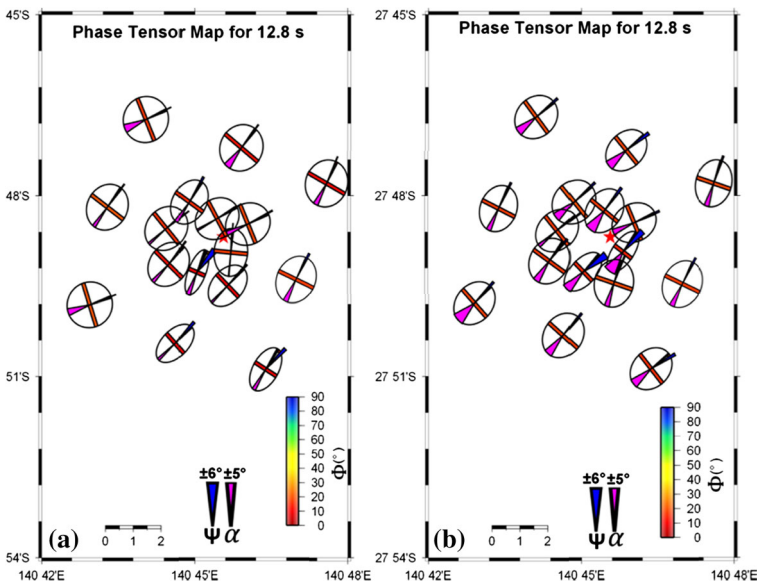 45'S
Phase Tensor Map for 12.8 s
48'S
51'S
54'S
140 42'E
140 45'E
140 48'E
(a)
0 1 2
±6° ±5°
Ψ α
90
80
70
60
50
40
30
20
10
0
Φ(°)
27 45'S
Phase Tensor Map for 12.8 s
27 48'S
27 51'S
27 54'S
140 42'E
140 45'E
140 48'E
(b)
0 1 2
±6° ±5°
Ψ α
90
80
70
60
50
40
30
20
10
0
Φ(°)